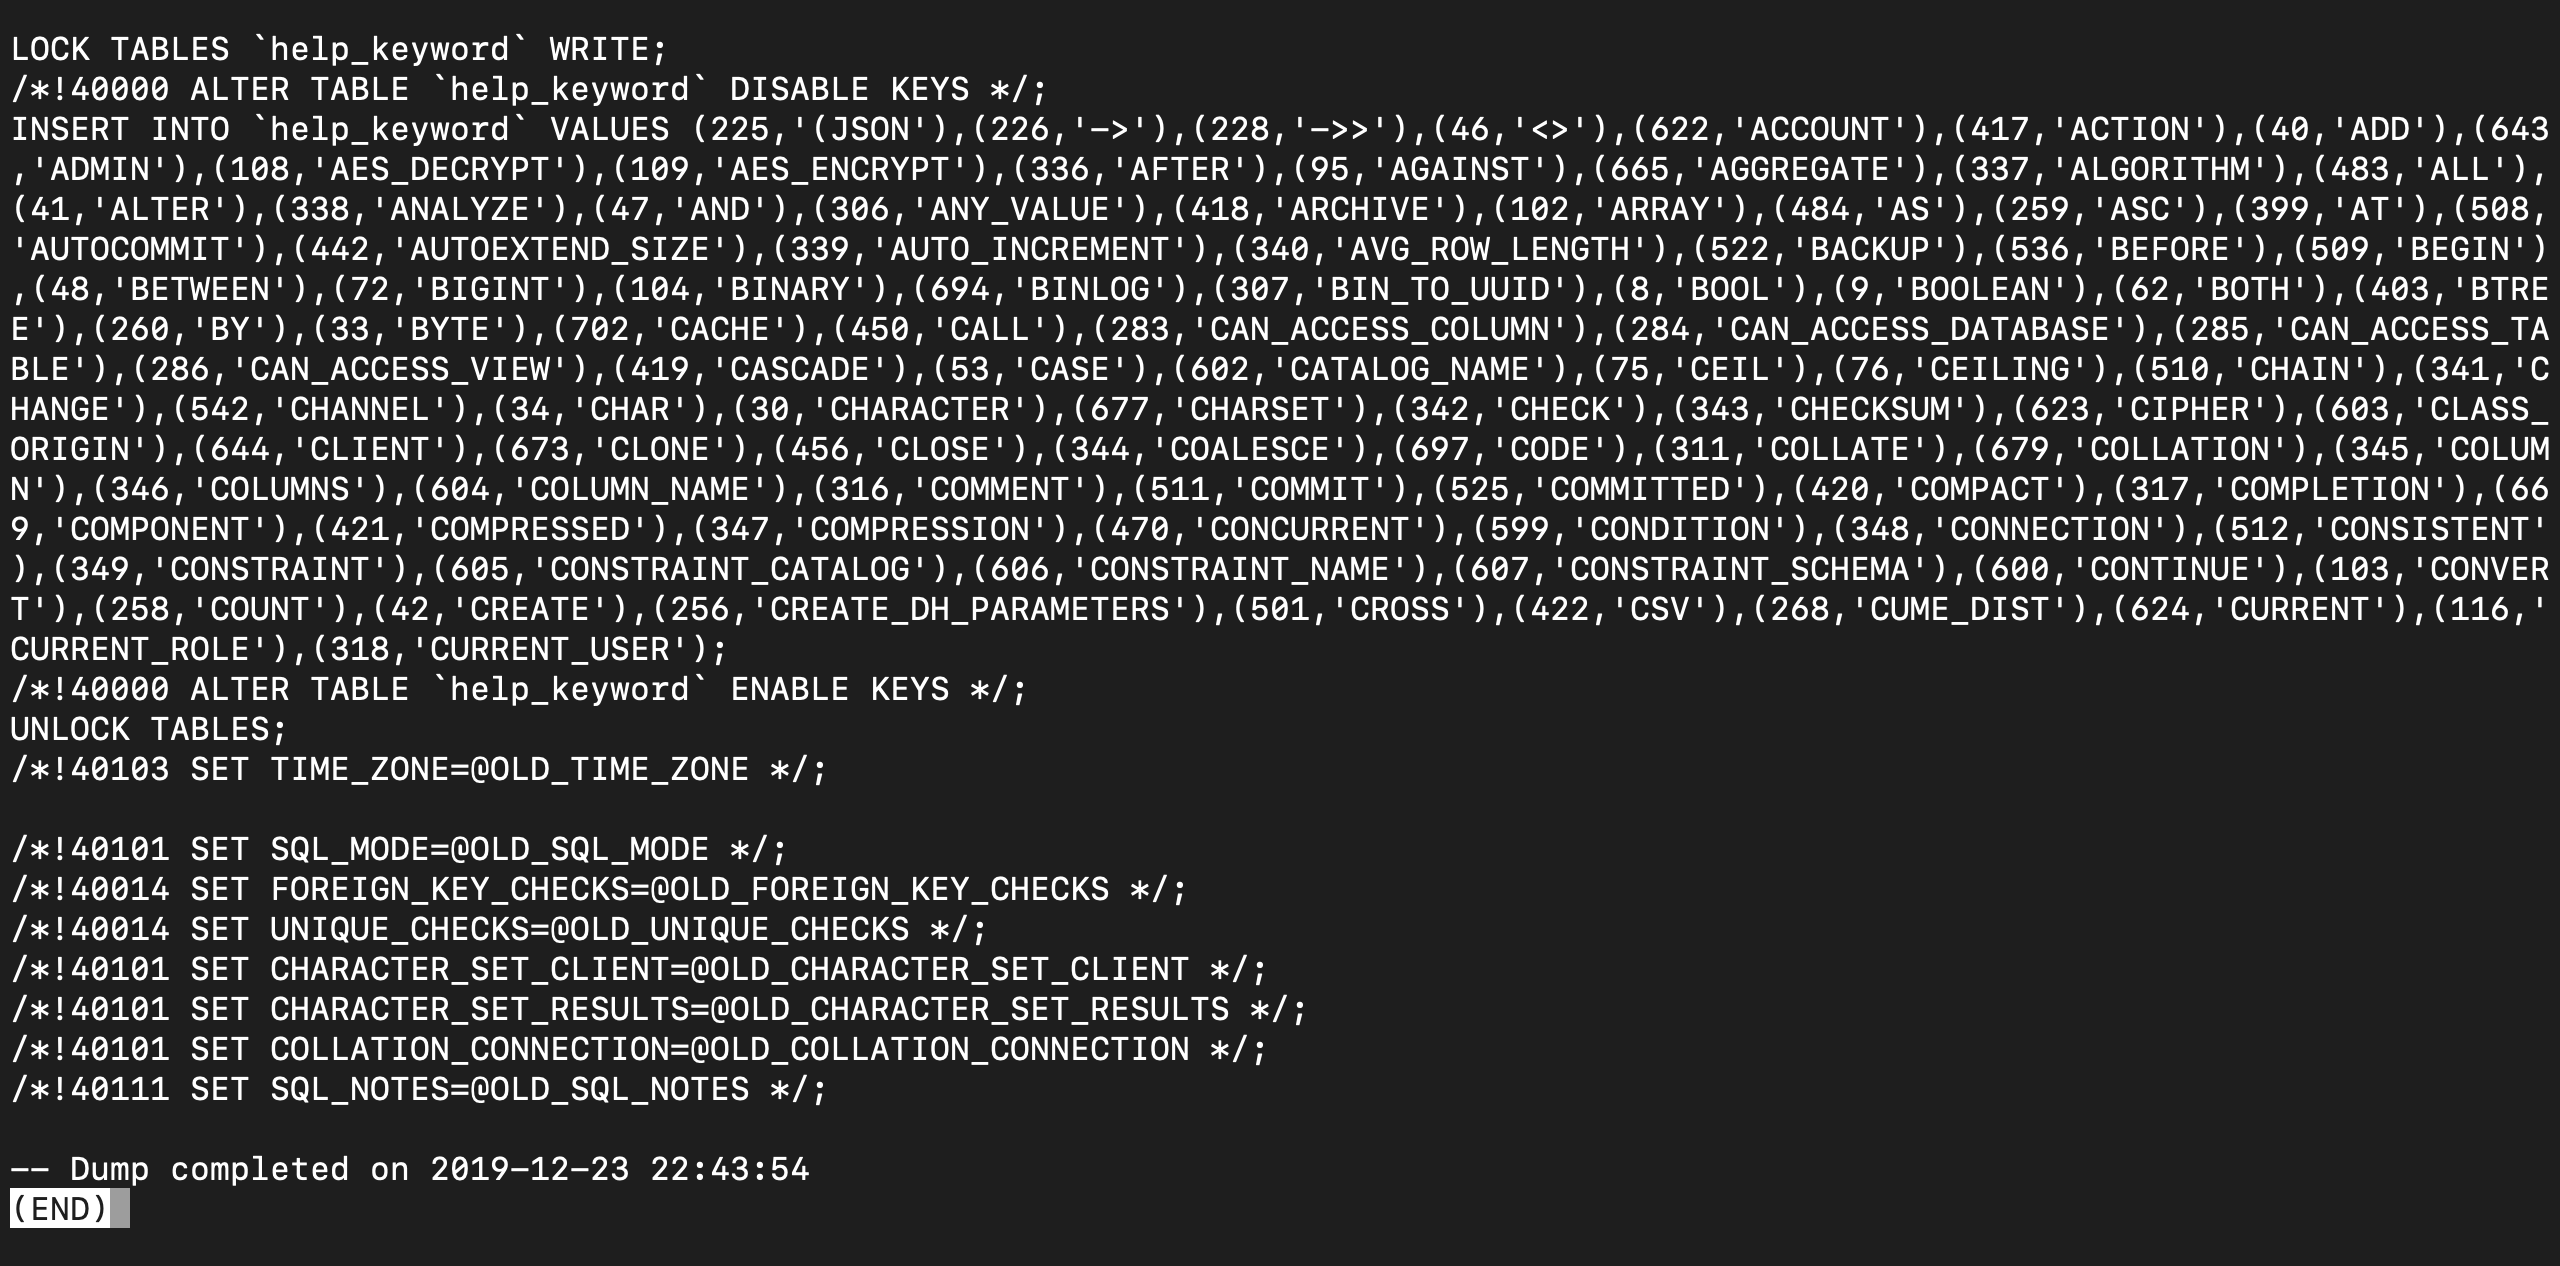 LOCK TABLES `help_keyword` WRITE;
/*!40000 ALTER TABLE `help_keyword` DISABLE KEYS */;
INSERT INTO `help_keyword` VALUES (225,'(JSON'),(226,'->'),(228,'->>'),(46,'<>'),(622,'ACCOUNT'),(417,'ACTION'),(40,'ADD'),(643
,'ADMIN'),(108,'AES_DECRYPT'),(109,'AES_ENCRYPT'),(336,'AFTER'),(95,'AGAINST'),(665,'AGGREGATE'),(337,'ALGORITHM'),(483,'ALL'),
(41,'ALTER'),(338,'ANALYZE'),(47,'AND'),(306,'ANY_VALUE'),(418,'ARCHIVE'),(102,'ARRAY'),(484,'AS'),(259,'ASC'),(399,'AT'),(508,
'AUTOCOMMIT'),(442,'AUTOEXTEND_SIZE'),(339,'AUTO_INCREMENT'),(340,'AVG_ROW_LENGTH'),(522,'BACKUP'),(536,'BEFORE'),(509,'BEGIN')
,(48,'BETWEEN'),(72,'BIGINT'),(104,'BINARY'),(694,'BINLOG'),(307,'BIN_TO_UUID'),(8,'BOOL'),(9,'BOOLEAN'),(62,'BOTH'),(403,'BTRE
E'),(260,'BY'),(33,'BYTE'),(702,'CACHE'),(450,'CALL'),(283,'CAN_ACCESS_COLUMN'),(284,'CAN_ACCESS_DATABASE'),(285,'CAN_ACCESS_TA
BLE'),(286,'CAN_ACCESS_VIEW'),(419,'CASCADE'),(53,'CASE'),(602,'CATALOG_NAME'),(75,'CEIL'),(76,'CEILING'),(510,'CHAIN'),(341,'C
HANGE'),(542,'CHANNEL'),(34,'CHAR'),(30,'CHARACTER'),(677,'CHARSET'),(342,'CHECK'),(343,'CHECKSUM'),(623,'CIPHER'),(603,'CLASS_
ORIGIN'),(644,'CLIENT'),(673,'CLONE'),(456,'CLOSE'),(344,'COALESCE'),(697,'CODE'),(311,'COLLATE'),(679,'COLLATION'),(345,'COLUM
N'),(346,'COLUMNS'),(604,'COLUMN_NAME'),(316,'COMMENT'),(511,'COMMIT'),(525,'COMMITTED'),(420,'COMPACT'),(317,'COMPLETION'),(66
9,'COMPONENT'),(421,'COMPRESSED'),(347,'COMPRESSION'),(470,'CONCURRENT'),(599,'CONDITION'),(348,'CONNECTION'),(512,'CONSISTENT'
),(349,'CONSTRAINT'),(605,'CONSTRAINT_CATALOG'),(606,'CONSTRAINT_NAME'),(607,'CONSTRAINT_SCHEMA'),(600,'CONTINUE'),(103,'CONVER
T'),(258,'COUNT'),(42,'CREATE'),(256,'CREATE_DH_PARAMETERS'),(501,'CROSS'),(422,'CSV'),(268,'CUME_DIST'),(624,'CURRENT'),(116,'
CURRENT_ROLE'),(318,'CURRENT_USER');
/*!40000 ALTER TABLE `help_keyword` ENABLE KEYS */;
UNLOCK TABLES;
/*!40103 SET TIME_ZONE=@OLD_TIME_ZONE */;

/*!40101 SET SQL_MODE=@OLD_SQL_MODE */;
/*!40014 SET FOREIGN_KEY_CHECKS=@OLD_FOREIGN_KEY_CHECKS */;
/*!40014 SET UNIQUE_CHECKS=@OLD_UNIQUE_CHECKS */;
/*!40101 SET CHARACTER_SET_CLIENT=@OLD_CHARACTER_SET_CLIENT */;
/*!40101 SET CHARACTER_SET_RESULTS=@OLD_CHARACTER_SET_RESULTS */;
/*!40101 SET COLLATION_CONNECTION=@OLD_COLLATION_CONNECTION */;
/*!40111 SET SQL_NOTES=@OLD_SQL_NOTES */;

-- Dump completed on 2019-12-23 22:43:54
(END)